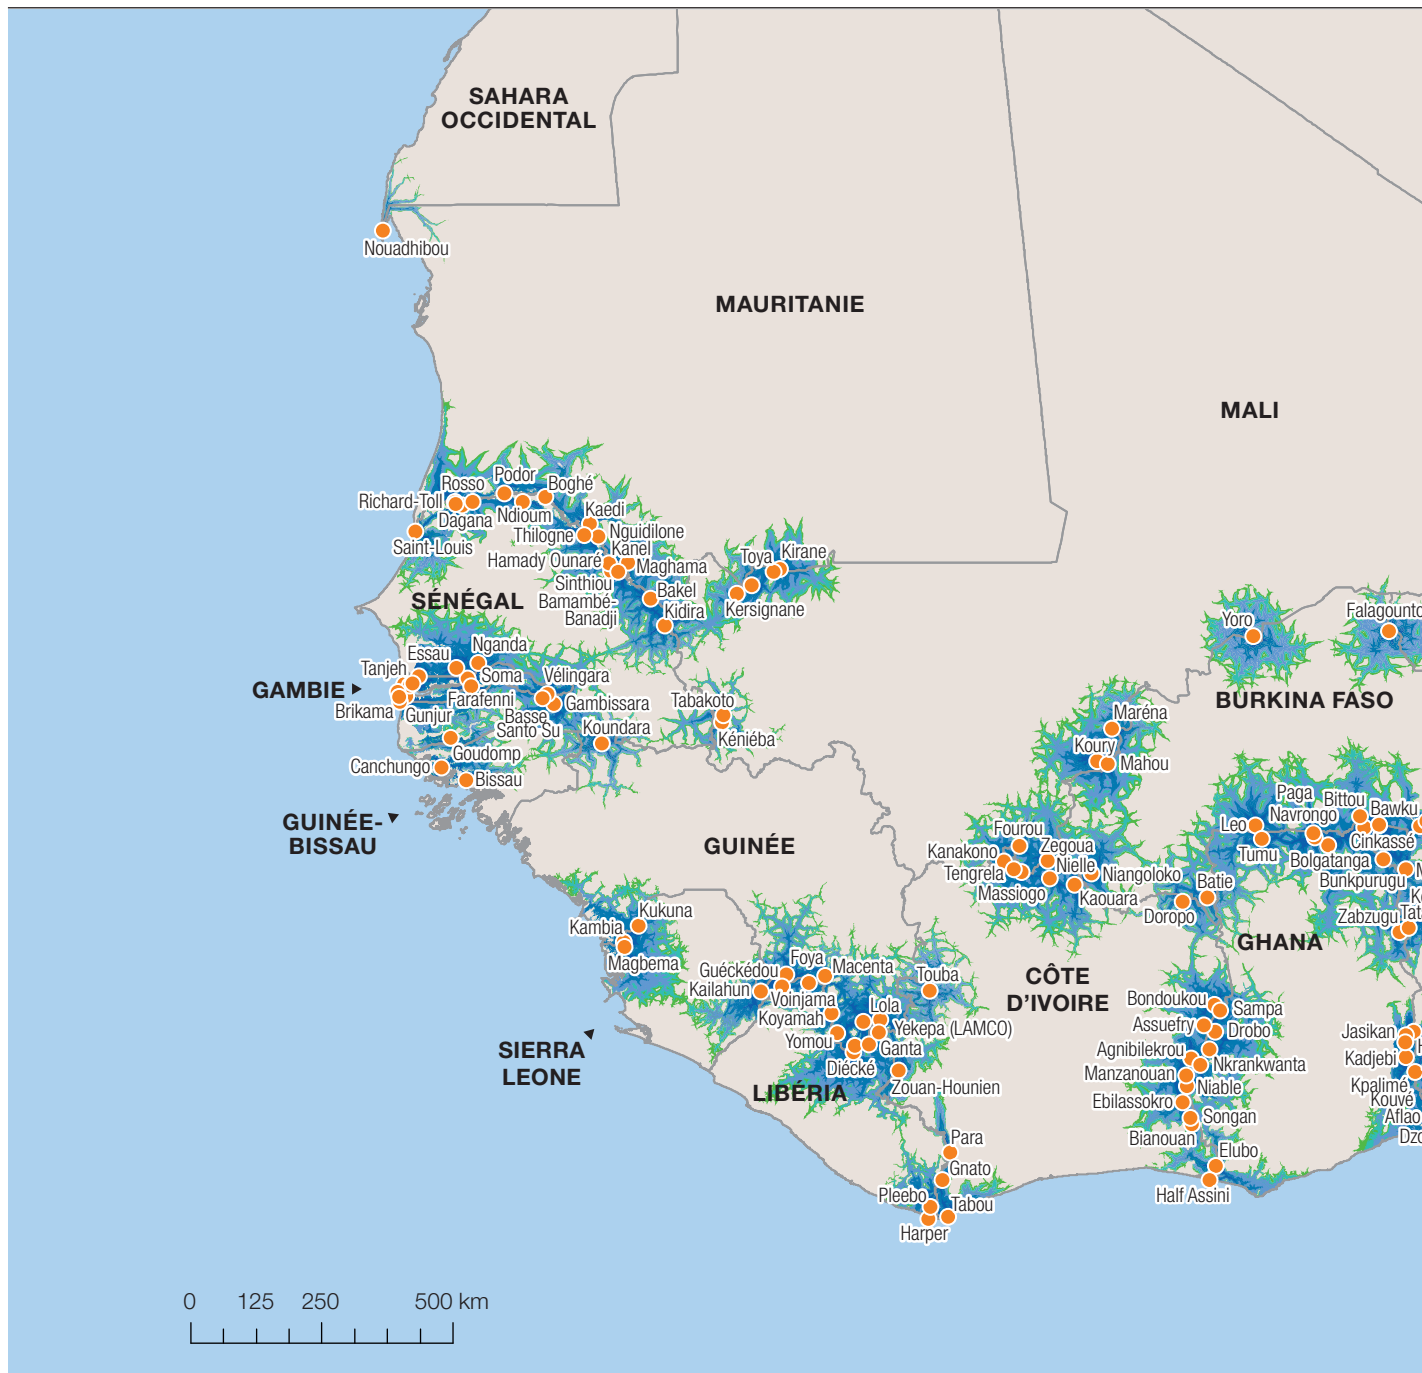 SAHARA
OCCIDENTAL
Nouadhibou
MAURITANIE
MALI
Podor
Rosso
Boghé
Richard-Toll
Dagana
Ndioum
Kaedi
Thilogne
Nguidilone
Saint-Louis
Kanel
Hamady Ounaré
Maghama
Toya
Kirane
Sinthiou
Bamambé-
Banadji
Bakel
Kersignane
SÉNÉGAL
Kidira
Yoro
Falagounto
Nganda
Essau
Tanjeh
Soma
Vélingara
GAMBIE
Farafenni
Gambissara
Tabakoto
BURKINA FASO
Brikama
Gunjur
Basse
Santo Su
Koundara
Maréna
Kéniéba
Goudomp
Koury
Mahou
Canchungo
Bissau
GUINÉE-
BISSAU
Paga
Bittou
Navrongo
Bawku
Leo
Fourou
Zegoua
Cinkassé
GUINÉE
Kanakono
Tumu
Bolgatanga
Nielle
Tengrela
Niangoloko
Bunkpurugu
Batie
Massiogo
Kaouara
Kukuna
Doropo
Zabzugu
Tat
Kambia
GHANA
Magbema
Foya
Macenta
Guéckédou
Touba
CÔTE
D'IVOIRE
Kailahun
Voinjama
Bondoukou
Sampa
Koyamah
Lola
Assuefry
Drobo
Yekepa (LAMCO)
Jasikan
Yomou
Ganta
Agnibilekrou
SIERRA
LEONE
Kadjebi
Diécké
Nkrankwanta
Manzanouan
Zouan-Hounien
Niable
Kpalimé
LIBÉRIA
Ebilassokro
Kouvé
Songan
Aflao
Bianouan
Dzo
Para
Elubo
Gnato
Half Assini
Pleebo
Tabou
Harper
0 125 250 500 km